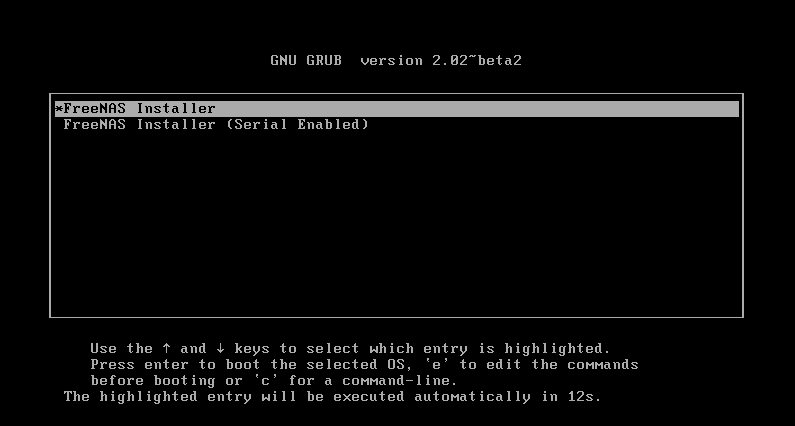 GNU GRUB  version 2.02~beta2
*FreeNAS Installer
FreeNAS Installer (Serial Enabled)
Use the ↑ and ↓ keys to select which entry is highlighted.
Press enter to boot the selected OS, `e' to edit the commands
before booting or `c' for a command-line.
The highlighted entry will be executed automatically in 12s.